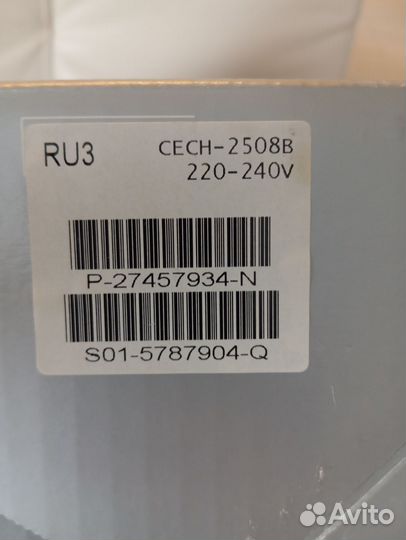 RU3 CECH-2508B
220-240V
P-27457934-N
S01-5787904-Q
Avito